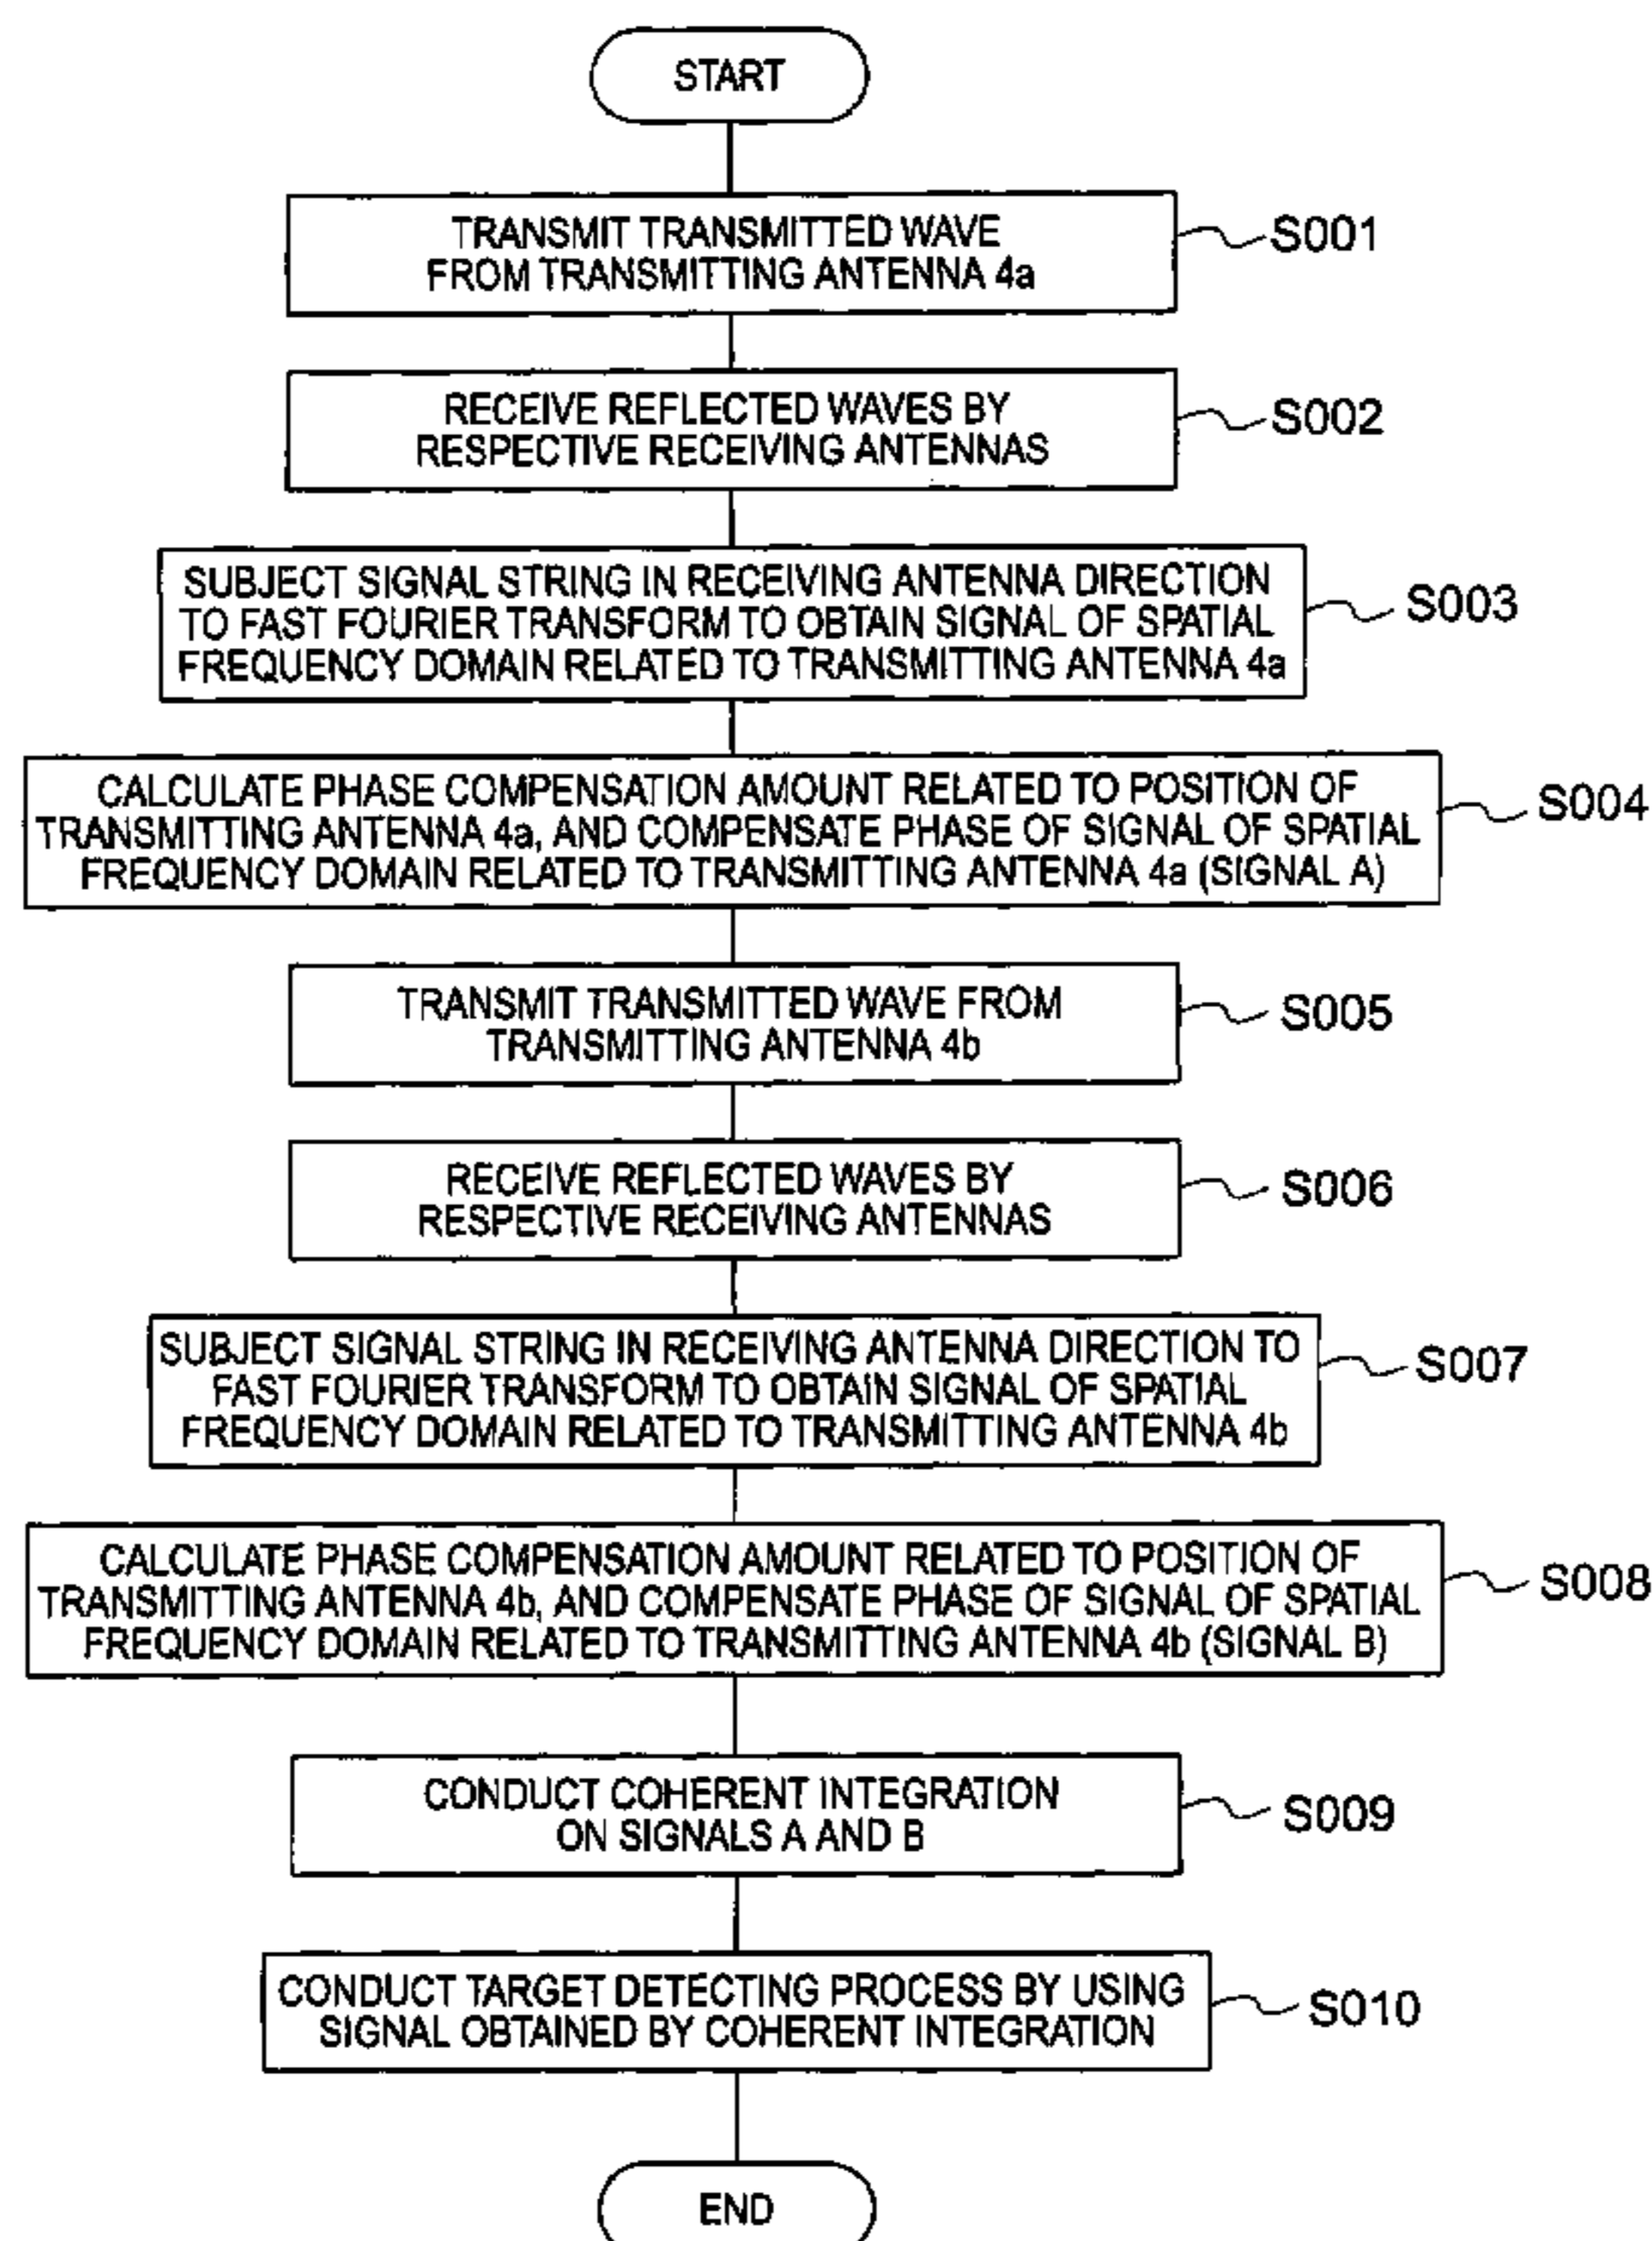 START
TRANSMIT TRANSMITTED WAVE
FROM TRANSMITTING ANTENNA 4a
S001
RECEIVE REFLECTED WAVES BY
RESPECTIVE RECEIVING ANTENNAS
S002
SUBJECT SIGNAL STRING IN RECEIVING ANTENNA DIRECTION
TO FAST FOURIER TRANSFORM TO OBTAIN SIGNAL OF SPATIAL
FREQUENCY DOMAIN RELATED TO TRANSMITTING ANTENNA 4a
S003
CALCULATE PHASE COMPENSATION AMOUNT RELATED TO POSITION OF
TRANSMITTING ANTENNA 4a, AND COMPENSATE PHASE OF SIGNAL OF SPATIAL
FREQUENCY DOMAIN RELATED TO TRANSMITTING ANTENNA 4a (SIGNAL A)
S004
TRANSMIT TRANSMITTED WAVE FROM
TRANSMITTING ANTENNA 4b
S005
RECEIVE REFLECTED WAVES BY
RESPECTIVE RECEIVING ANTENNAS
S006
SUBJECT SIGNAL STRING IN RECEIVING ANTENNA DIRECTION TO
FAST FOURIER TRANSFORM TO OBTAIN SIGNAL OF SPATIAL
FREQUENCY DOMAIN RELATED TO TRANSMITTING ANTENNA 4b
S007
CALCULATE PHASE COMPENSATION AMOUNT RELATED TO POSITION OF
TRANSMITTING ANTENNA 4b, AND COMPENSATE PHASE OF SIGNAL OF SPATIAL
FREQUENCY DOMAIN RELATED TO TRANSMITTING ANTENNA 4b (SIGNAL B)
S008
CONDUCT COHERENT INTEGRATION
ON SIGNALS A AND B
S009
CONDUCT TARGET DETECTING PROCESS BY USING
SIGNAL OBTAINED BY COHERENT INTEGRATION
S010
END